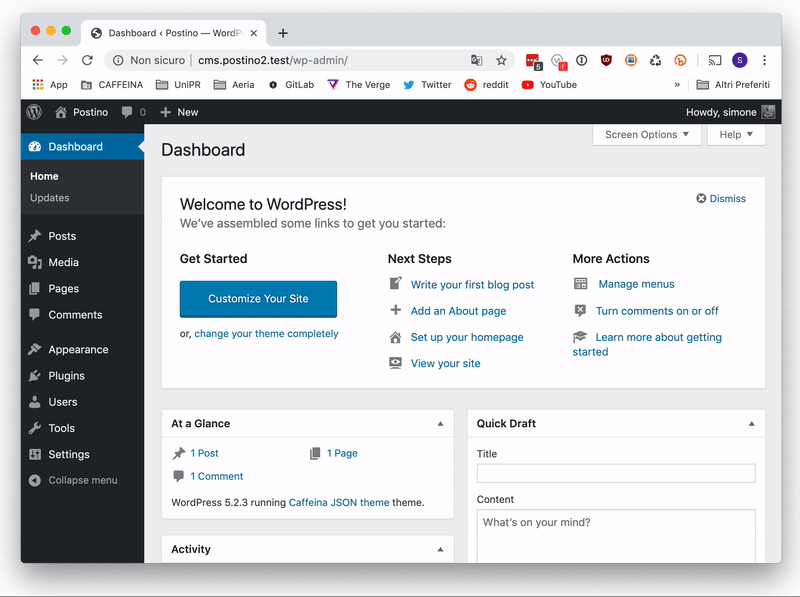 Dashboard ‹ Postino — WordP
Non sicuro cms.postino2.test/wp-admin/
5 ! S
App CAFFEINA UniPR Aeria GitLab The Verge Twitter reddit YouTube » Altri Preferiti
Postino 0 New Howdy, simone
Dashboard
Home
Updates
Posts
Media
Pages
Comments
Appearance
Plugins
Users
Tools
Settings
Collapse menu
Screen Options Help
Dashboard
Welcome to WordPress!
We've assembled some links to get you started:
Dismiss
Get Started
Customize Your Site
or, change your theme completely
Next Steps
Write your first blog post
Add an About page
Set up your homepage
View your site
More Actions
Manage menus
Turn comments on or off
Learn more about getting
started
At a Glance
1 Post 1 Page
1 Comment
WordPress 5.2.3 running Caffeina JSON theme theme.
Activity
Quick Draft
Title
Content
What's on your mind?